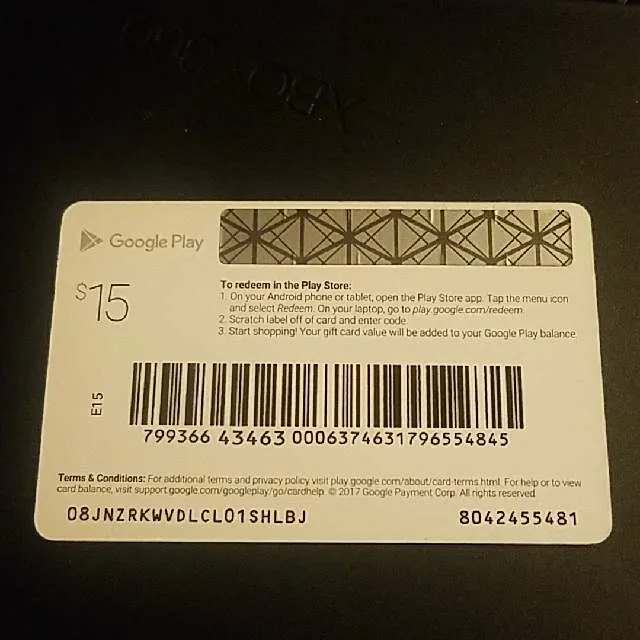 Google Play
$15
To redeem in the Play Store:
1. On your Android phone or tablet, open the Play Store app. Tap the menu icon
and select Redeem. On your laptop, go to play.google.com/redeem.
2. Scratch label off of card and enter code
3. Start shopping! Your gift card value will be added to your Google Play balance.
E15
799366 43463 0006374631796554845
Terms & Conditions: For additional terms and privacy policy visit play.google.com/about/card-terms.html. For help or to view
card balance, visit support.google.com/googleplay/go/cardhelp. © 2017 Google Payment Corp. All rights reserved.
08JNZRKWVDLCL01SHLBJ
8042455481